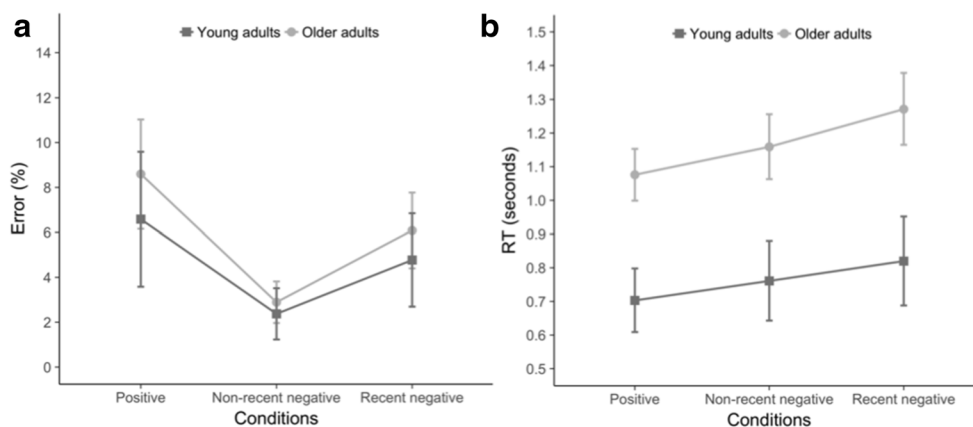 a
Young adults Older adults
14
12
10
8
6
4
2
0
Error (%)
Positive Non-recent negative Recent negative
Conditions
b
Young adults Older adults
1.5
1.4
1.3
1.2
1.1
1.0
0.9
0.8
0.7
0.6
0.5
RT (seconds)
Positive Non-recent negative Recent negative
Conditions